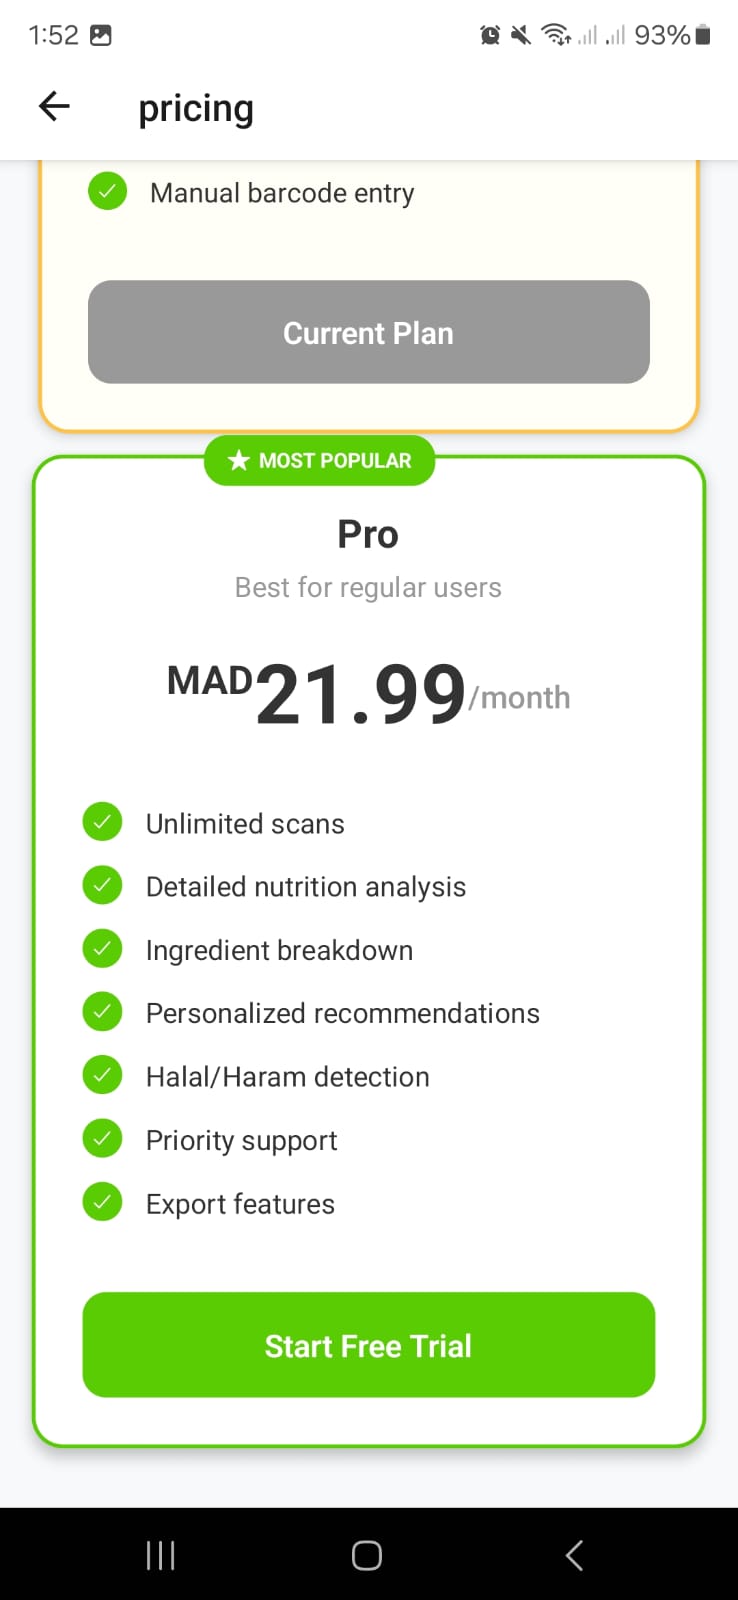 1:52 93%
pricing
Manual barcode entry
Current Plan
MOST POPULAR
Pro
Best for regular users
MAD21.99/month
Unlimited scans
Detailed nutrition analysis
Ingredient breakdown
Personalized recommendations
Halal/Haram detection
Priority support
Export features
Start Free Trial